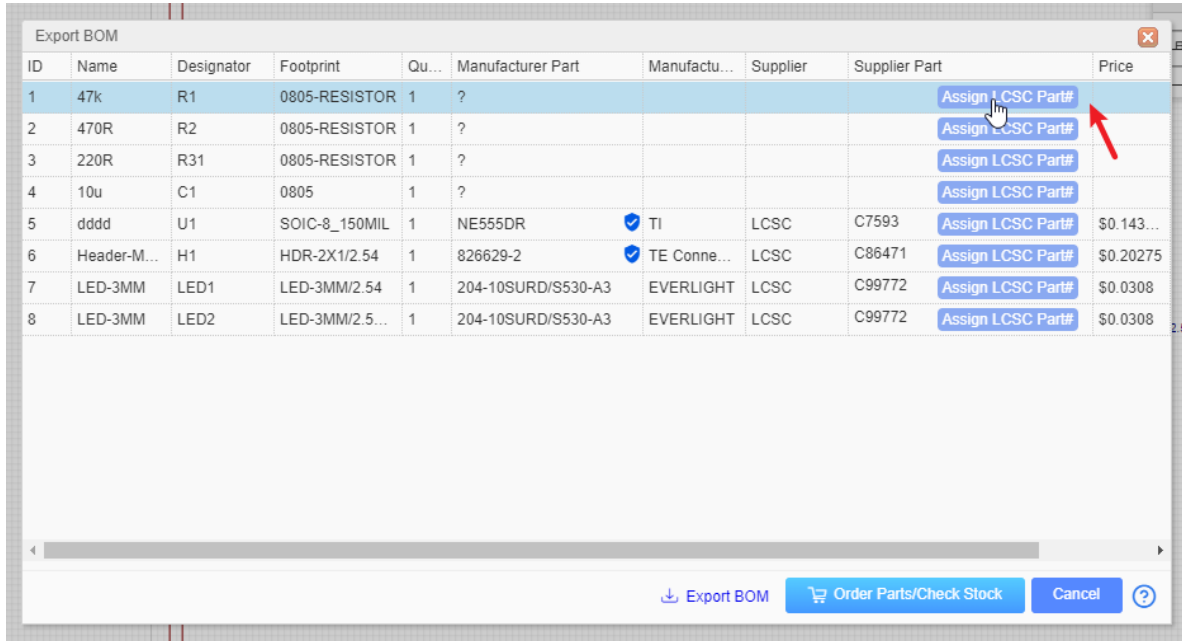 Export BOM
ID Name Designator Footprint Qu... Manufacturer Part Manufactu... Supplier Supplier Part Price
1 47k R1 0805-RESISTOR 1 ? Assign LCSC Part#
2 470R R2 0805-RESISTOR 1 ? Assign LCSC Part#
3 220R R31 0805-RESISTOR 1 ? Assign LCSC Part#
4 10u C1 0805 1 ? Assign LCSC Part#
5 dddd U1 SOIC-8_150MIL 1 NE555DR TI LCSC C7593 Assign LCSC Part# $0.143...
6 Header-M... H1 HDR-2X1/2.54 1 826629-2 TE Conne... LCSC C86471 Assign LCSC Part# $0.20275
7 LED-3MM LED1 LED-3MM/2.54 1 204-10SURD/S530-A3 EVERLIGHT LCSC C99772 Assign LCSC Part# $0.0308
8 LED-3MM LED2 LED-3MM/2.5... 1 204-10SURD/S530-A3 EVERLIGHT LCSC C99772 Assign LCSC Part# $0.0308
Export BOM Order Parts/Check Stock Cancel ?